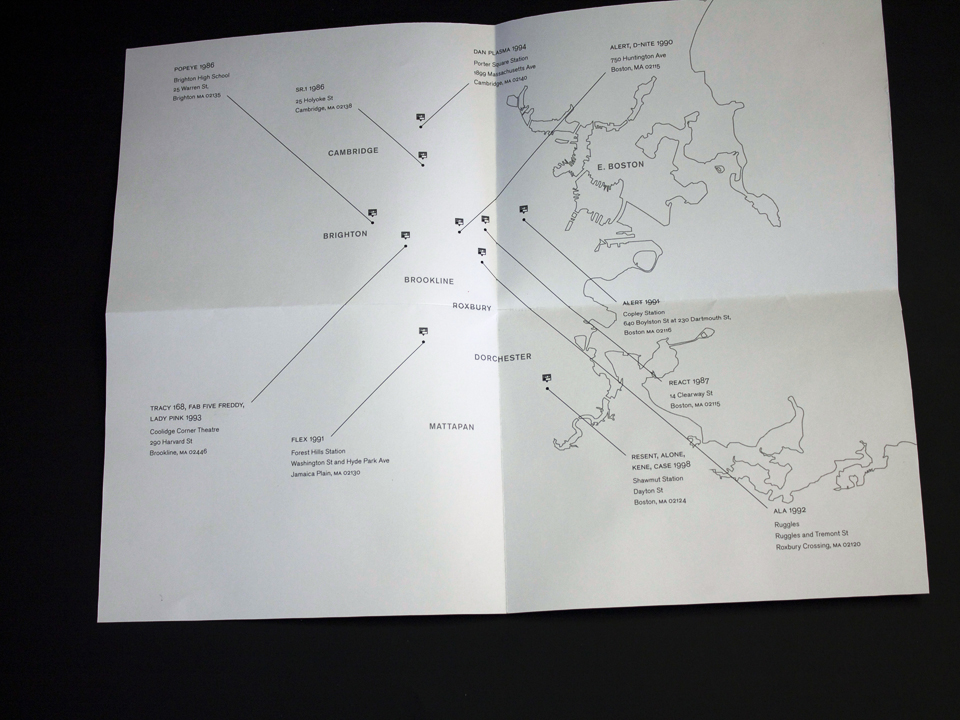 POPEYE 1986
Brighton High School
25 Warren St,
Brighton MA 02135
SR.1 1986
25 Holyoke St
Cambridge, MA 02138
DAN PLASMA 1994
Porter Square Station
1899 Massachusetts Ave
Cambridge, MA 02140
ALERT, D-NITE 1990
750 Huntington Ave
Boston, MA 02115
CAMBRIDGE
E. BOSTON
BRIGHTON
BROOKLINE
ROXBURY
DORCHESTER
MATTAPAN
ALERT 1991
Copley Station
640 Boylston St at 230 Dartmouth St,
Boston MA 02116
REACT 1987
14 Clearway St
Boston, MA 02115
TRACY 168, FAB FIVE FREDDY,
LADY PINK 1993
Coolidge Corner Theatre
290 Harvard St
Brookline, MA 02446
FLEX 1991
Forest Hills Station
Washington St and Hyde Park Ave
Jamaica Plain, MA 02130
RESENT, ALONE,
KENE, CASE 1998
Shawmut Station
Dayton St
Boston, MA 02124
ALA 1992
Ruggles
Ruggles and Tremont St
Roxbury Crossing, MA 02120